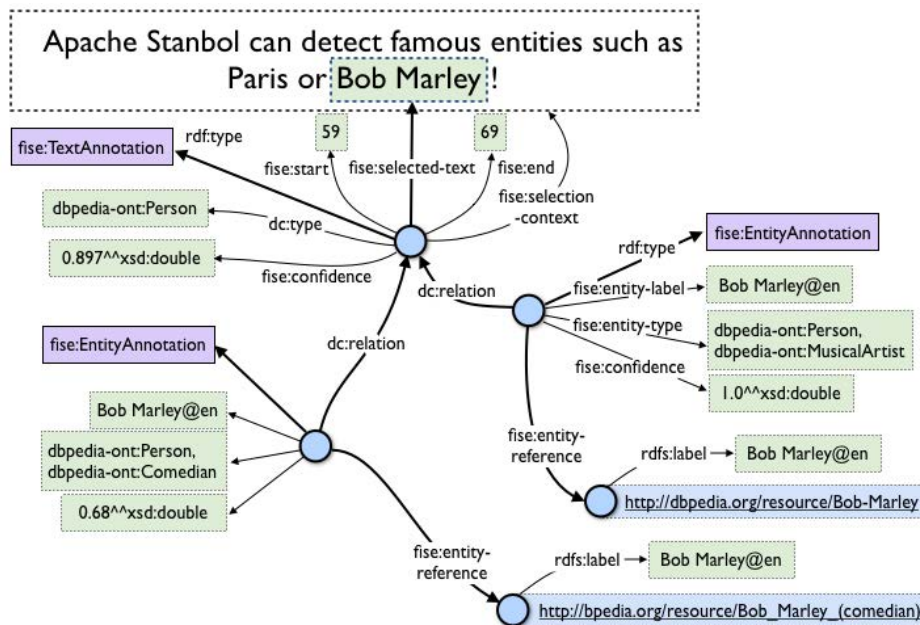 Apache Stanbol can detect famous entities such as
Paris or Bob Marley !
59
69
rdf:type
fise:TextAnnotation
fise:start
fise:selected-text
fise:end
fise:selection
-context
dbpedia-ont:Person
dc:type
0.897^^xsd:double
fise:confidence
rdf:type
fise:EntityAnnotation
dc:relation
fise:entity-label
Bob Marley@en
fise:entity-type
dbpedia-ont:Person,
dbpedia-ont:MusicalArtist
fise:confidence
1.0^^xsd:double
fise:EntityAnnotation
dc:relation
Bob Marley@en
dbpedia-ont:Person,
dbpedia-ont:Comedian
0.68^^xsd:double
fise:entity-
reference
rdfs:label
Bob Marley@en
http://dbpedia.org/resource/Bob-Marley
fise:entity-
reference
rdfs:label
Bob Marley@en
http://bpedia.org/resource/Bob_Marley_(comedian)